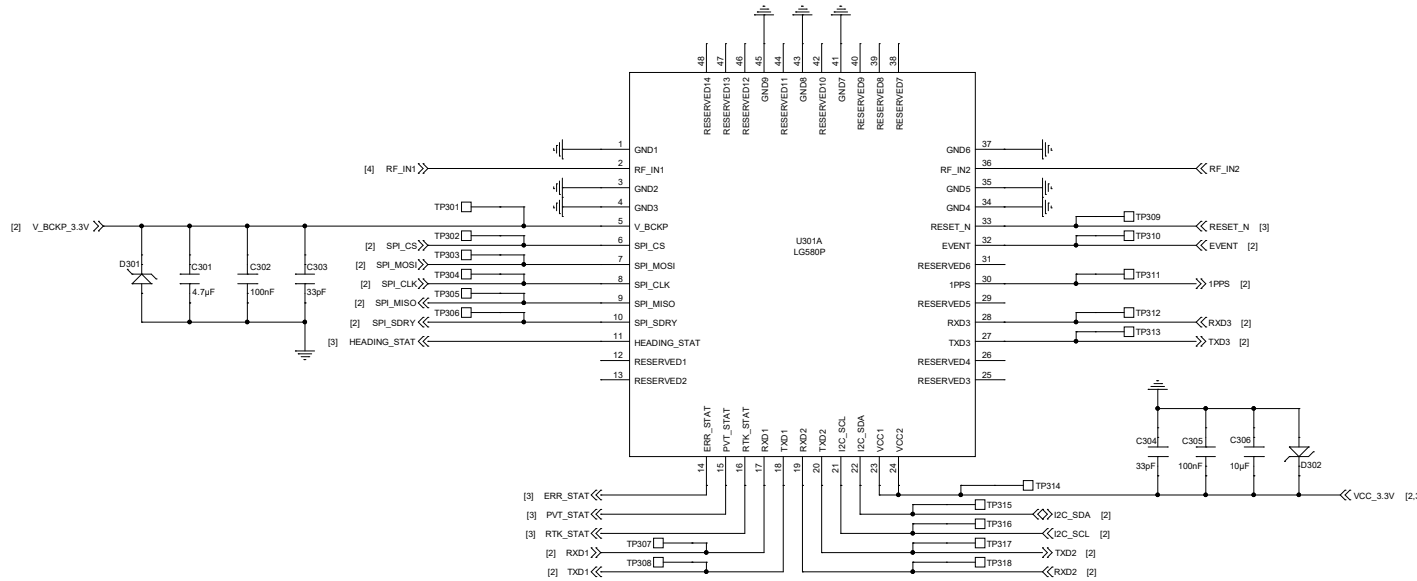 48 47 46 45 44 43 42 41 40 39 38
RESERVED14 RESERVED13 RESERVED12 GND9 RESERVED11 GND8 RESERVED10 GND7 RESERVED9 RESERVED8 RESERVED7
1 GND1 GND6 37
[4] RF_IN1 2 RF_IN1 RF_IN2 36 RF_IN2
3 GND2 GND5 35
TP301 4 GND3 GND4 34 TP309
[2] V_BCKP_3.3V 5 V_BCKP RESET_N 33 RESET_N [3]
TP302 U301A TP310
[2] SPI_CS 6 SPI_CS LG580P EVENT 32 EVENT [2]
TP303
[2] SPI_MOSI 7 SPI_MOSI RESERVED6 31
TP304 TP311
[2] SPI_CLK 8 SPI_CLK 1PPS 30 1PPS [2]
TP305
[2] SPI_MISO 9 SPI_MISO RESERVED5 29
TP306 TP312
[2] SPI_SDRY 10 SPI_SDRY RXD3 28 RXD3 [2]
TP313
[3] HEADING_STAT 11 HEADING_STAT TXD3 27 TXD3 [2]
12 RESERVED1 RESERVED4 26
13 RESERVED2 RESERVED3 25
D301 C301 C302 C303
4.7µF 100nF 33pF
ERR_STAT PVT_STAT RTK_STAT RXD1 TXD1 RXD2 TXD2 I2C_SCL I2C_SDA VCC1 VCC2
14 15 16 17 18 19 20 21 22 23 24
C304 C305 C306
33pF 100nF 10µF D302
TP314
[3] ERR_STAT VCC_3.3V [2,3
TP315
[3] PVT_STAT I2C_SDA [2]
TP316
[3] RTK_STAT I2C_SCL [2]
TP307 TP317
[2] RXD1 TXD2 [2]
TP308 TP318
[2] TXD1 RXD2 [2]